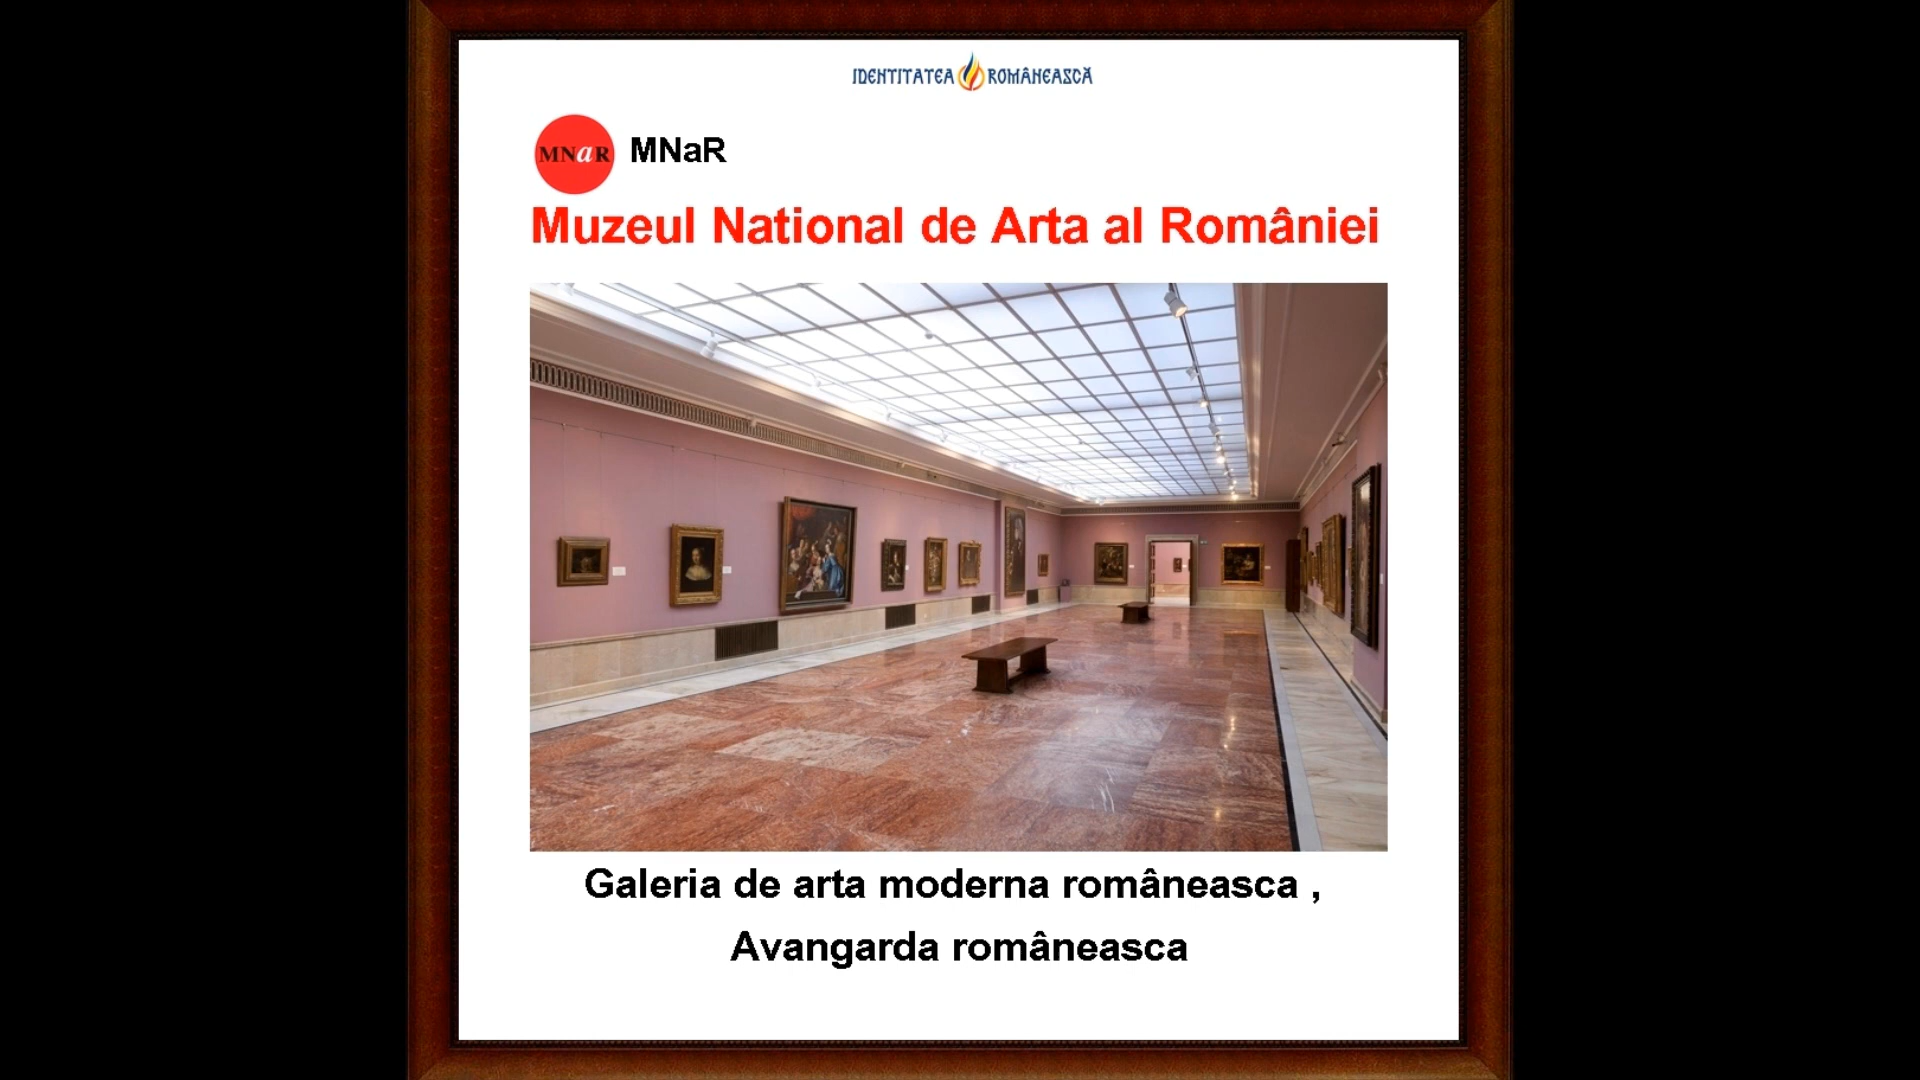 IDENTITATEA ROMÂNEASCĂ
MNaR MNaR
Muzeul National de Arta al României
Galeria de arta moderna româneasca ,
Avangarda româneasca